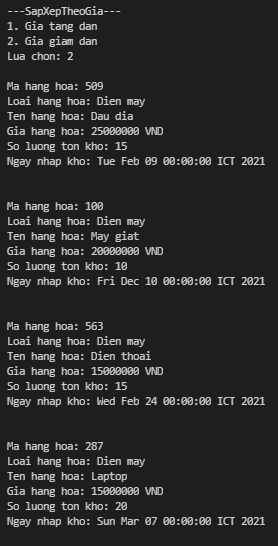 ---SapXepTheoGia---
1. Gia tang dan
2. Gia giam dan
Lua chon: 2
Ma hang hoa: 509
Loai hang hoa: Dien may
Ten hang hoa: Dau dia
Gia hang hoa: 25000000 VND
So luong ton kho: 15
Ngay nhap kho: Tue Feb 09 00:00:00 ICT 2021
Ma hang hoa: 100
Loai hang hoa: Dien may
Ten hang hoa: May giat
Gia hang hoa: 20000000 VND
So luong ton kho: 10
Ngay nhap kho: Fri Dec 10 00:00:00 ICT 2021
Ma hang hoa: 563
Loai hang hoa: Dien may
Ten hang hoa: Dien thoai
Gia hang hoa: 15000000 VND
So luong ton kho: 15
Ngay nhap kho: Wed Feb 24 00:00:00 ICT 2021
Ma hang hoa: 287
Loai hang hoa: Dien may
Ten hang hoa: Laptop
Gia hang hoa: 15000000 VND
So luong ton kho: 20
Ngay nhap kho: Sun Mar 07 00:00:00 ICT 2021